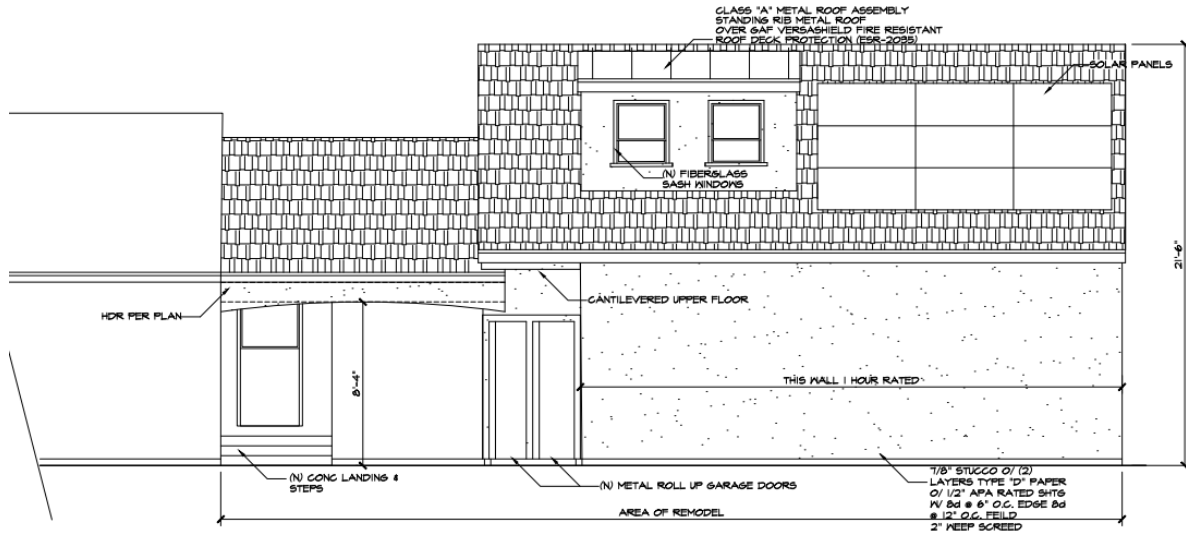 CLASS "A" METAL ROOF ASSEMBLY
STANDING RIB METAL ROOF
OVER GAF VERSASHIELD FIRE RESISTANT
ROOF DECK PROTECTION (ESR-2035)
SOLAR PANELS
(N) FIBERGLASS
SASH WINDOWS
21'-6"
CANTILEVERED UPPER FLOOR
HDR PER PLAN
8'-4"
THIS WALL 1 HOUR RATED
(N) CONC LANDING &
STEPS
(N) METAL ROLL UP GARAGE DOORS
7/8" STUCCO O/ (2)
LAYERS TYPE "D" PAPER
O/ 1/2" APA RATED SHTG
W/ 8d @ 6" O.C. EDGE 8d
@ 12" O.C. FEILD
2" WEEP SCREED
AREA OF REMODEL